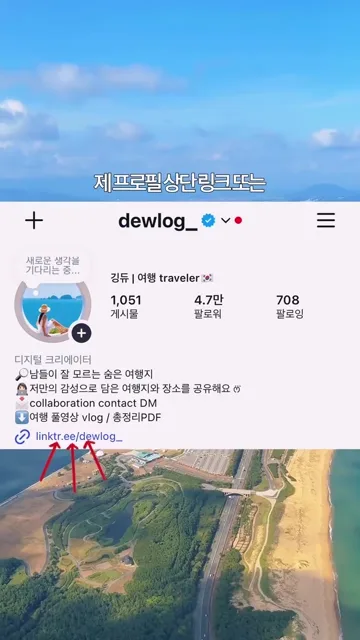 제 프로필 상단 링크 또는
dewlog_
새로운 생각을
기다리는 중...
깅듀 | 여행 traveler🇰🇷
1,051 4.7만 708
게시물 팔로워 팔로잉
디지털 크리에이터
🔎남들이 잘 모르는 숨은 여행지
👩🏻‍💻저만의 감성으로 담은 여행지와 장소를 공유해요 ૮
💌collaboration contact DM
⬇️여행 풀영상 vlog / 총정리PDF
linktr.ee/dewlog_